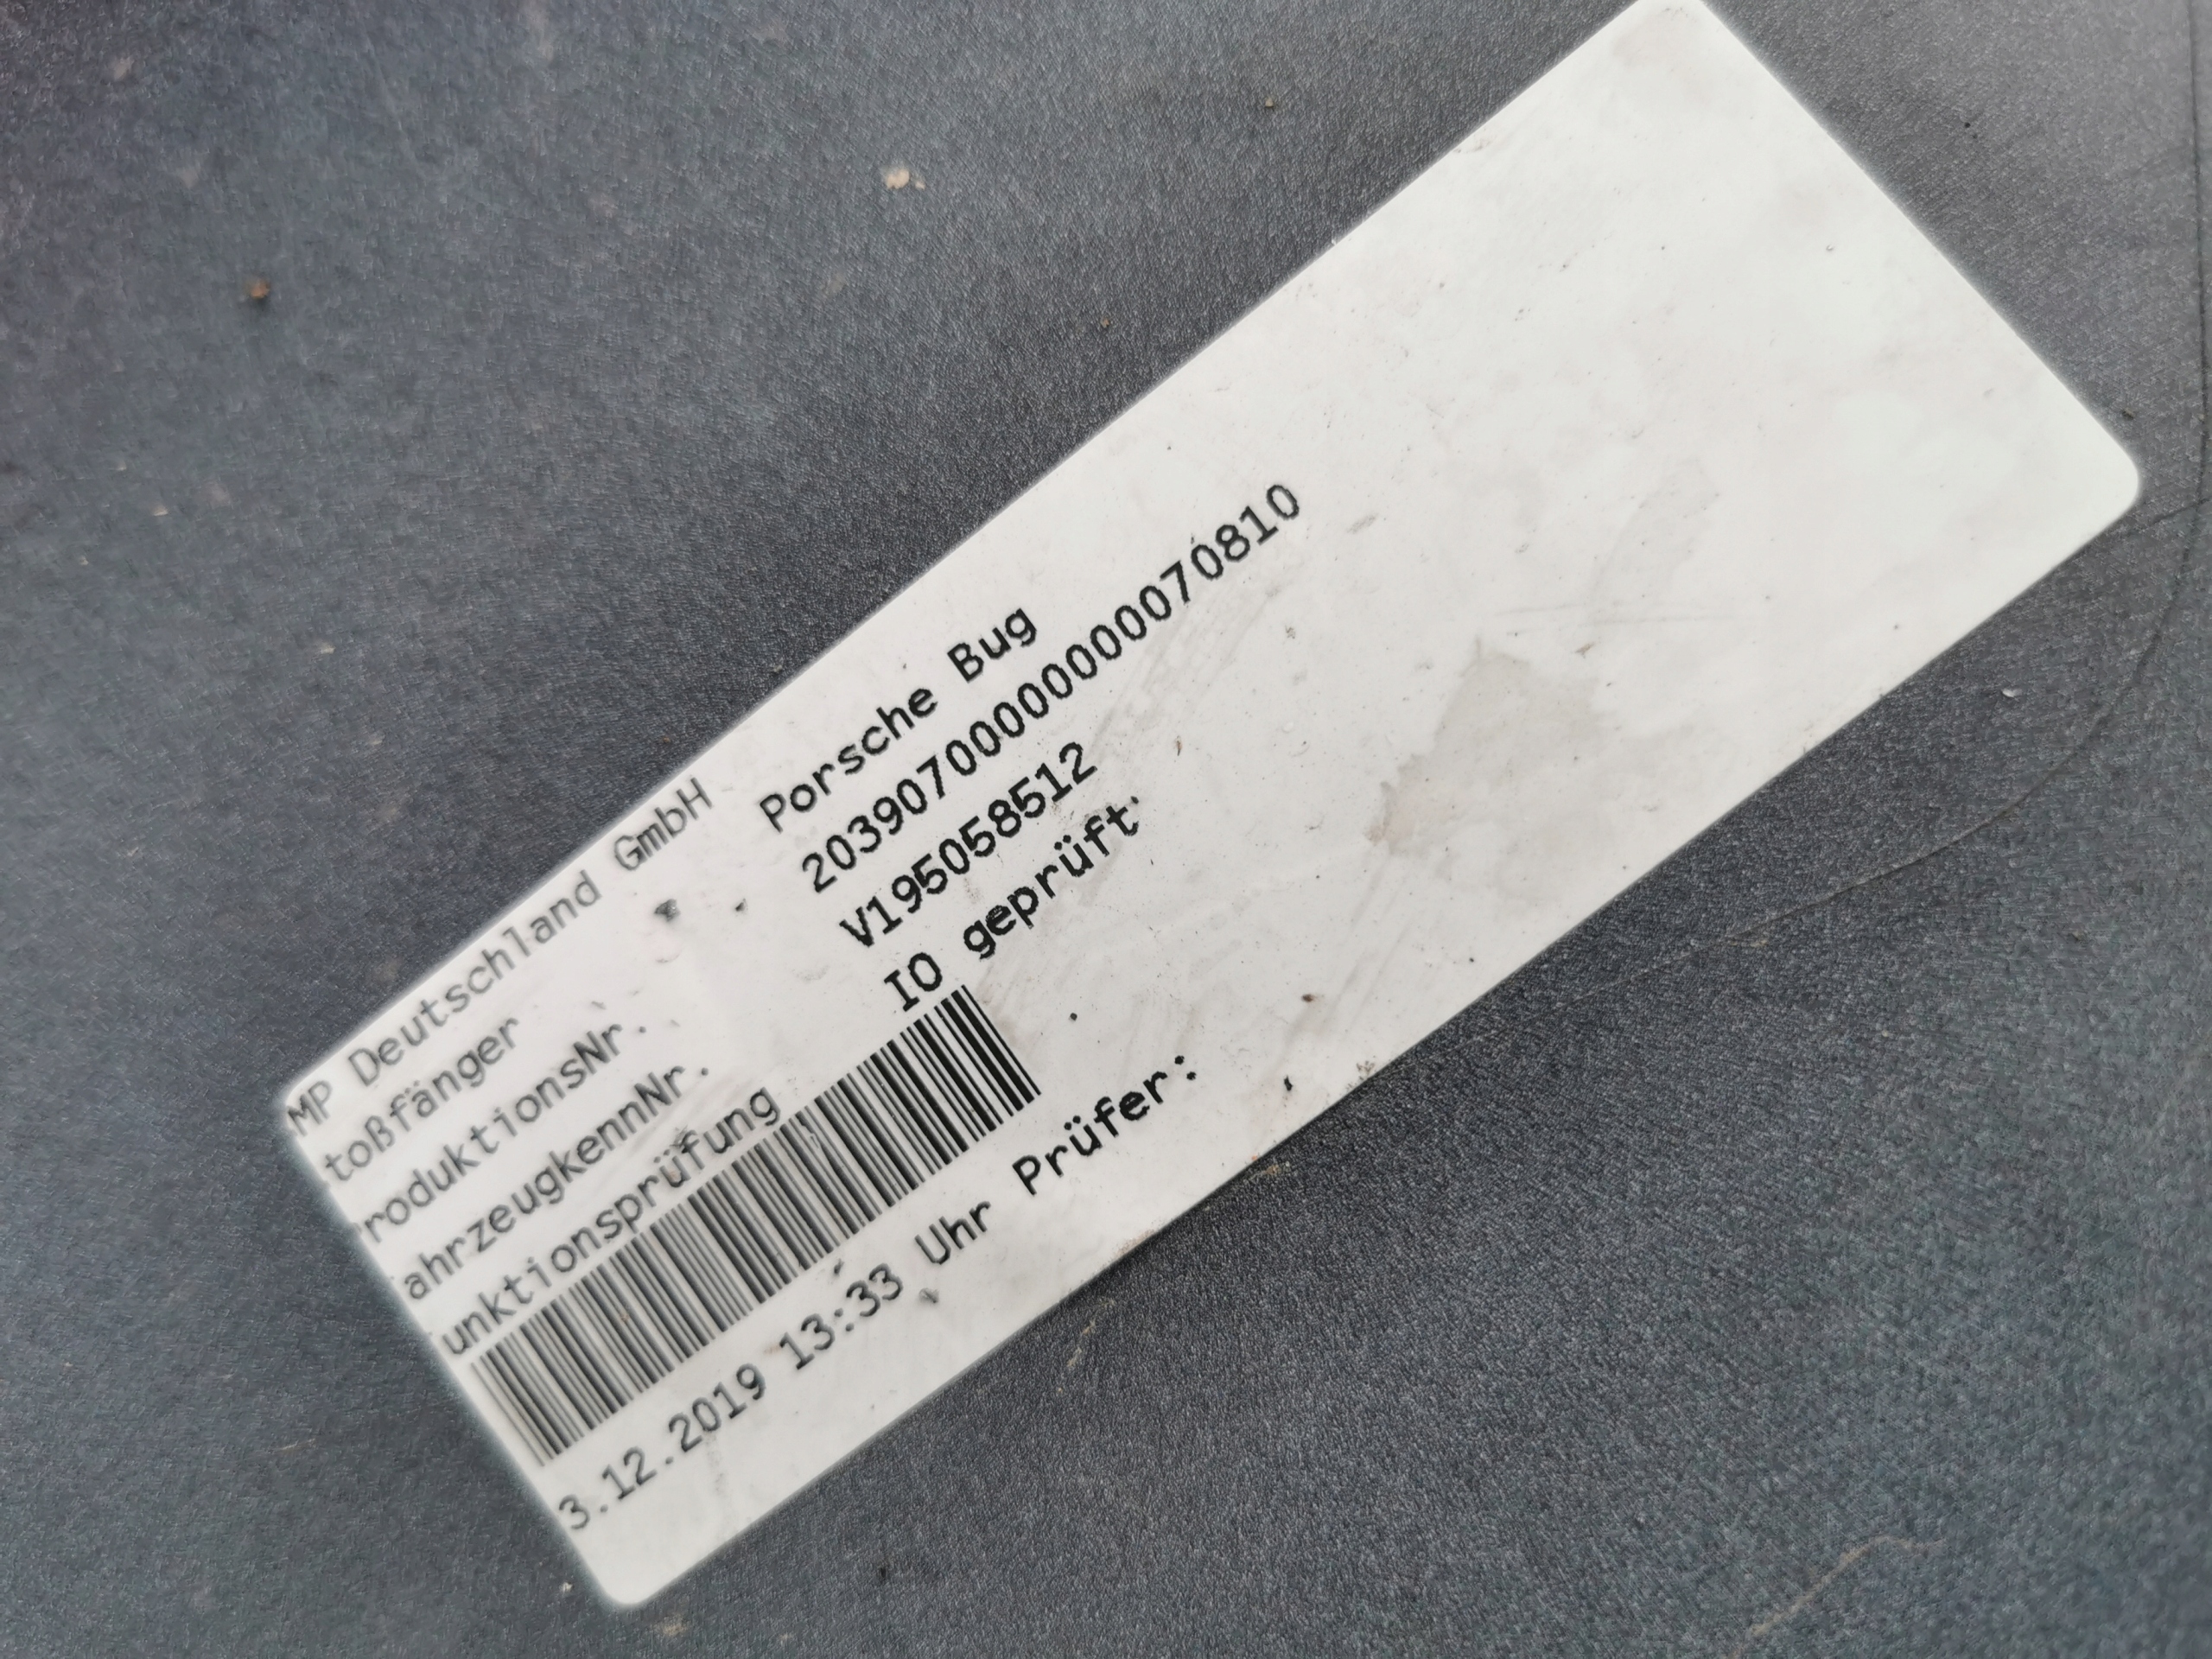 MP Deutschland GmbH
toßfänger Porsche Bug
roduktionsNr. 20390700000000070810
ahrzeugkennNr. V195058512
unktionsprüfung IO geprüft
3.12.2019 13:33 Uhr Prüfer: